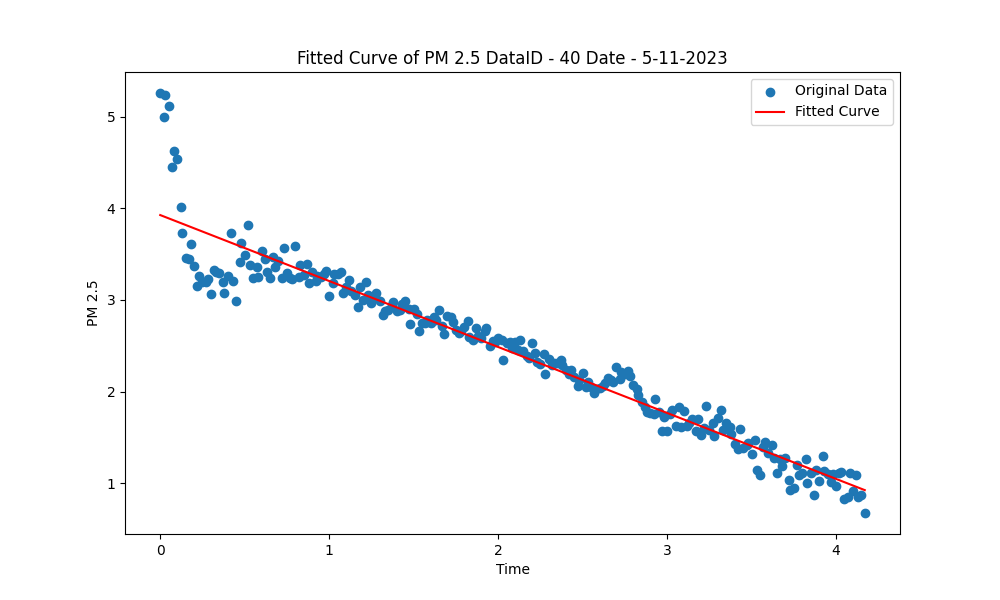 Fitted Curve of PM 2.5 DataID - 40 Date - 5-11-2023
Original Data
Fitted Curve
PM 2.5
5
4
3
2
1
0 1 2 3 4
Time